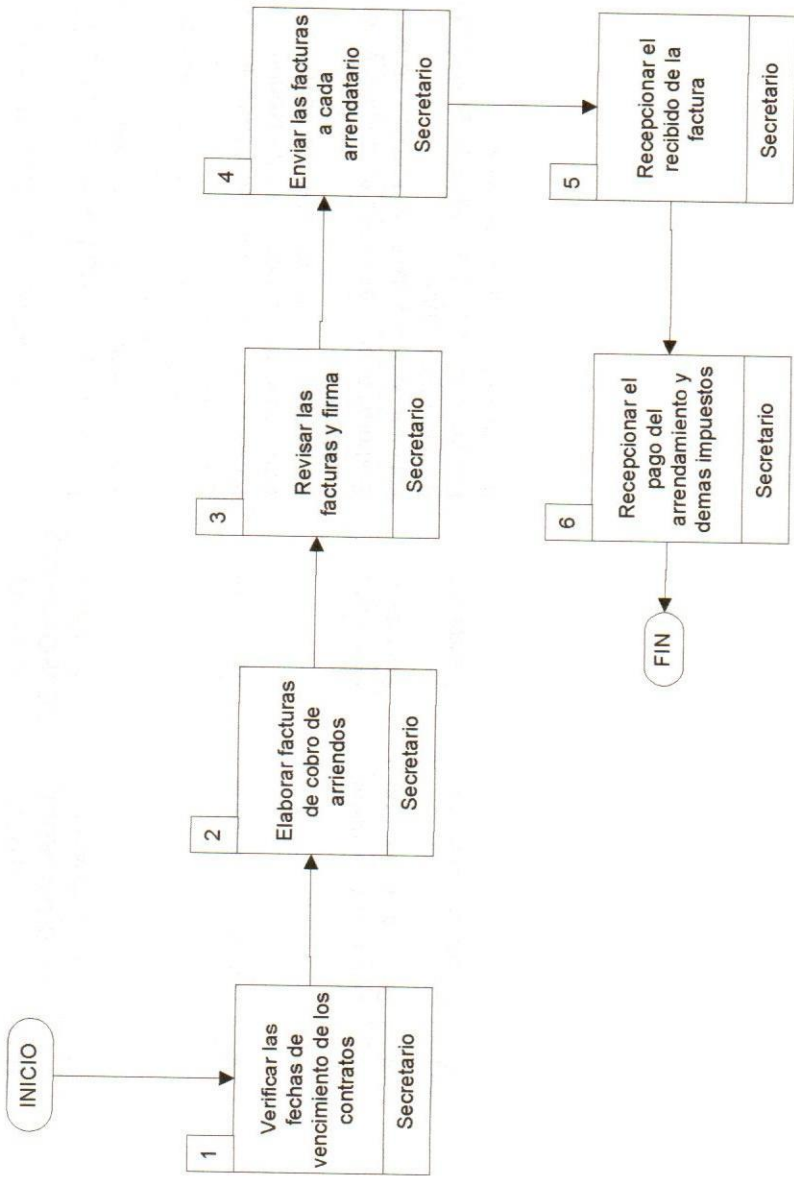 INICIO
1
Verificar las
fechas de
vencimiento de los
contratos
Secretario
2
Elaborar facturas
de cobro de
arriendos
Secretario
3
Revisar las
facturas y firma
Secretario
4
Enviar las facturas
a cada
arrendatario
Secretario
5
Recepcionar el
recibido de la
factura
Secretario
6
Recepcionar el
pago del
arrendamiento y
demas impuestos
Secretario
FIN